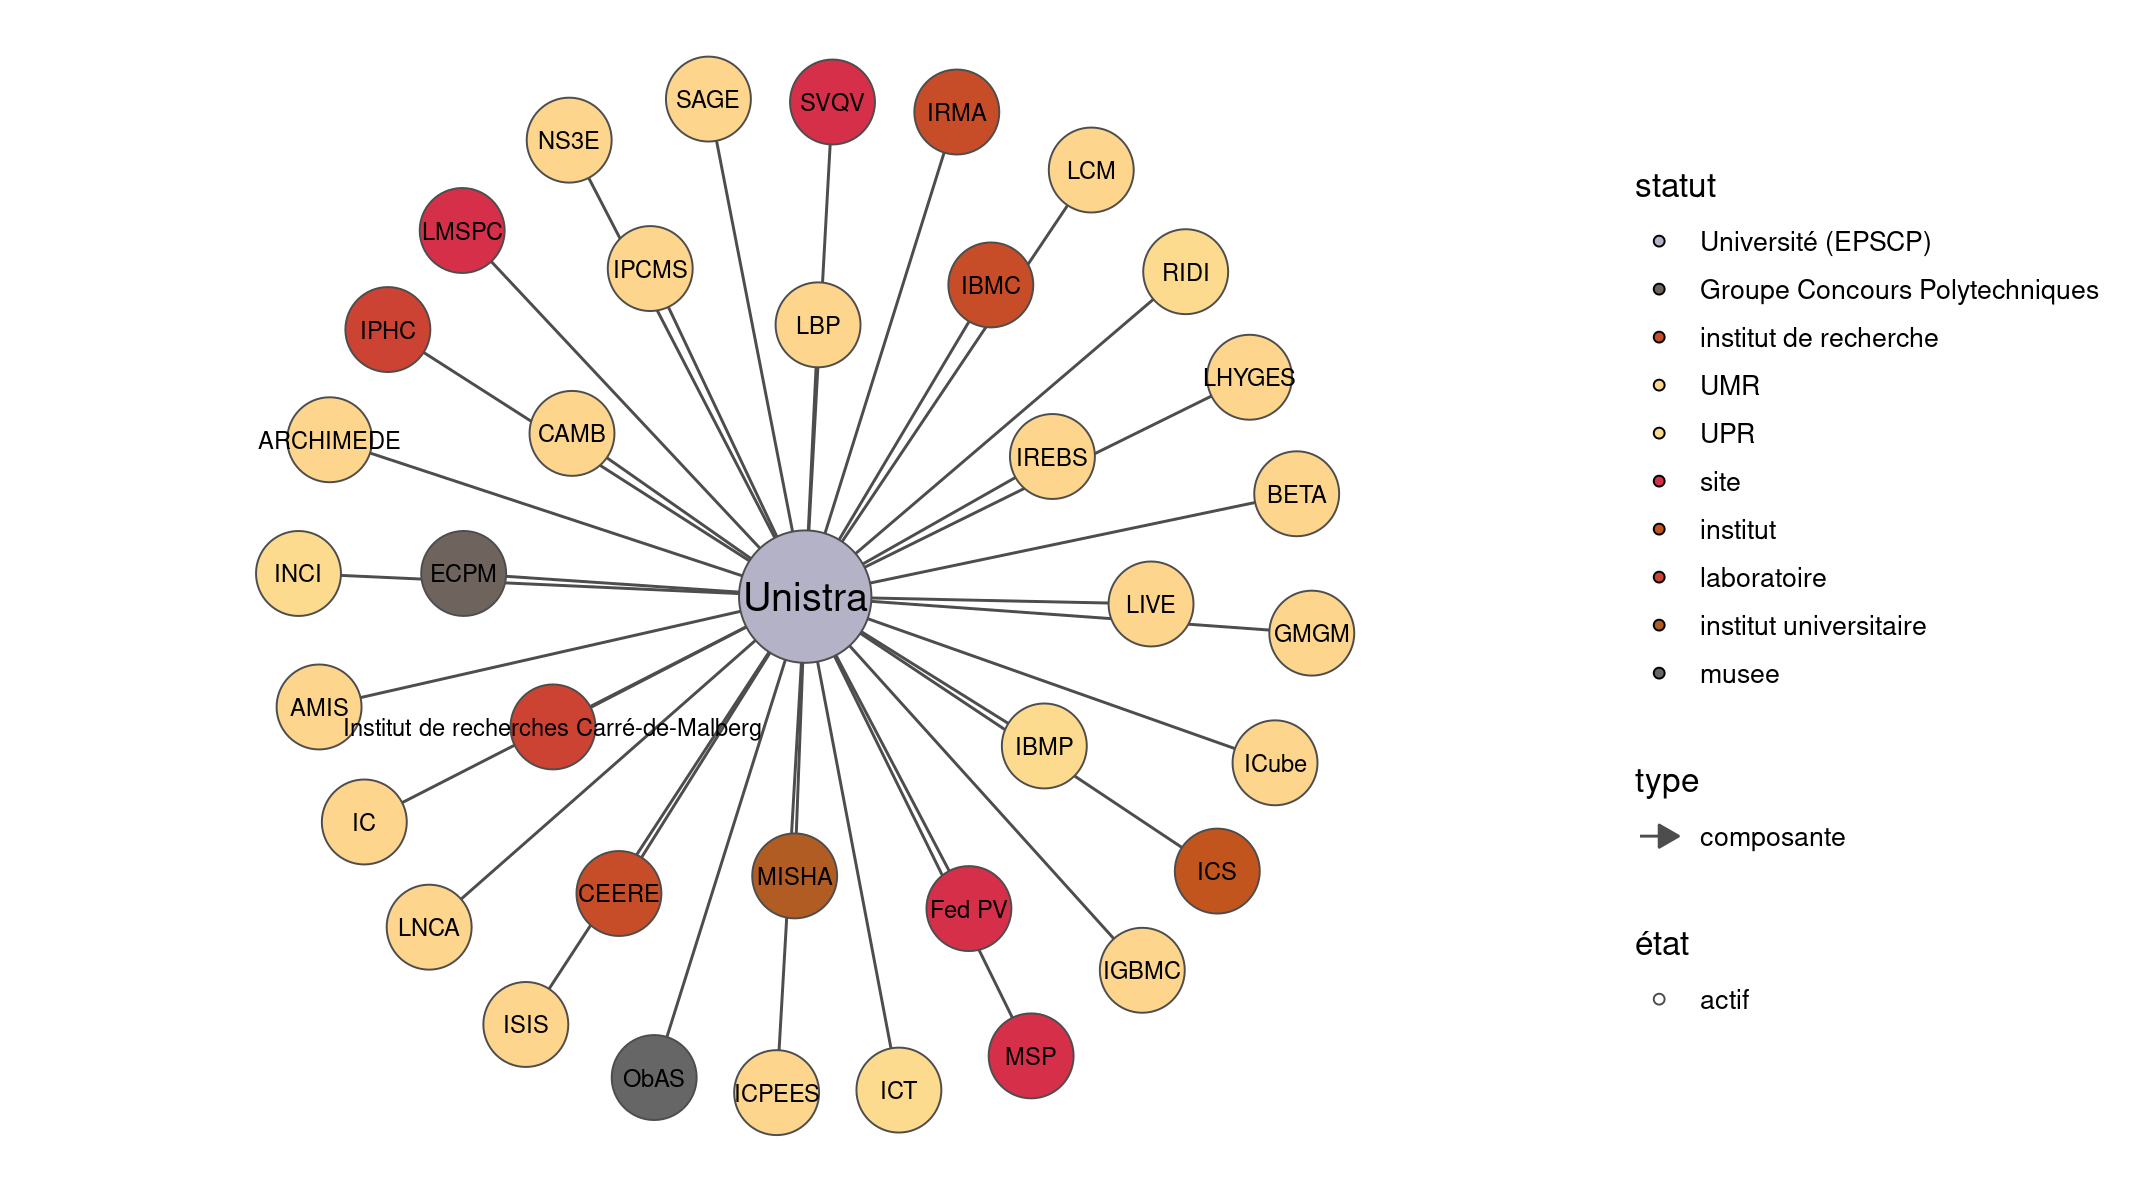 SAGE
SVQV
IRMA
NS3E
LCM
LMSPC
IPCMS
IBMC
RIDI
IPHC
LBP
LHYGES
ARCHIMEDE
CAMB
IREBS
BETA
INCI
ECPM
Unistra
LIVE
GMGM
AMIS
Institut de recherches Carré-de-Malberg
IBMP
ICube
IC
CEERE
MISHA
ICS
LNCA
Fed PV
IGBMC
ISIS
ObAS
ICPEES
ICT
MSP
statut
Université (EPSCP)
Groupe Concours Polytechniques
institut de recherche
UMR
UPR
site
institut
laboratoire
institut universitaire
musee
type
composante
état
actif